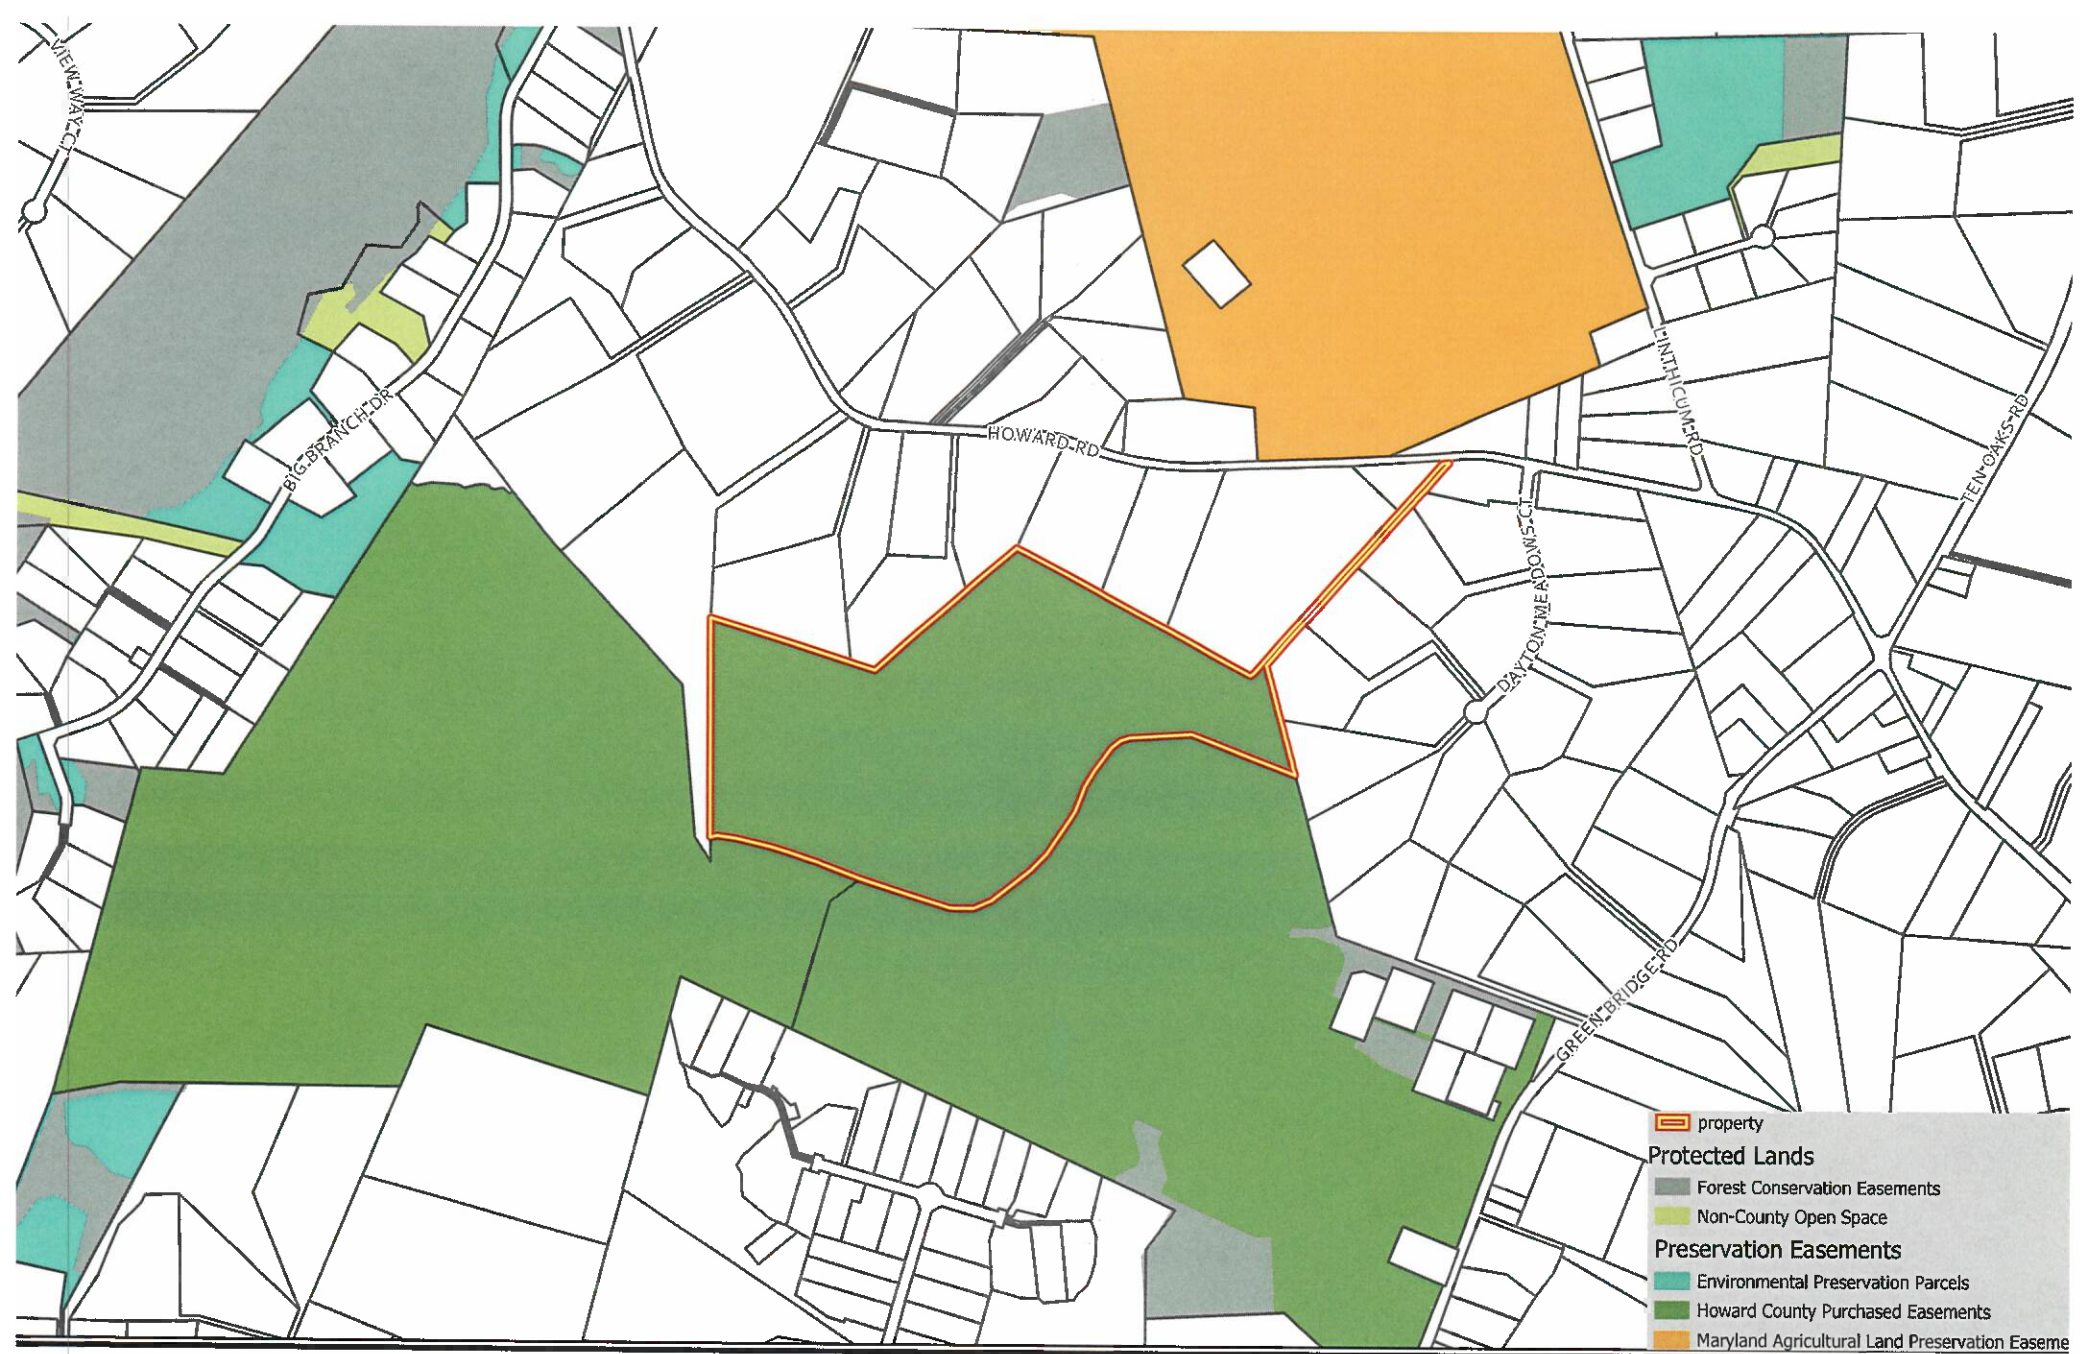 VIEW WAY CT
BIG BRANCH DR
HOWARD RD
LINTHICUM RD
TEN OAKS RD
DAYTON MEADOWS CT
GREEN BRIDGE RD
property
Protected Lands
Forest Conservation Easements
Non-County Open Space
Preservation Easements
Environmental Preservation Parcels
Howard County Purchased Easements
Maryland Agricultural Land Preservation Easeme